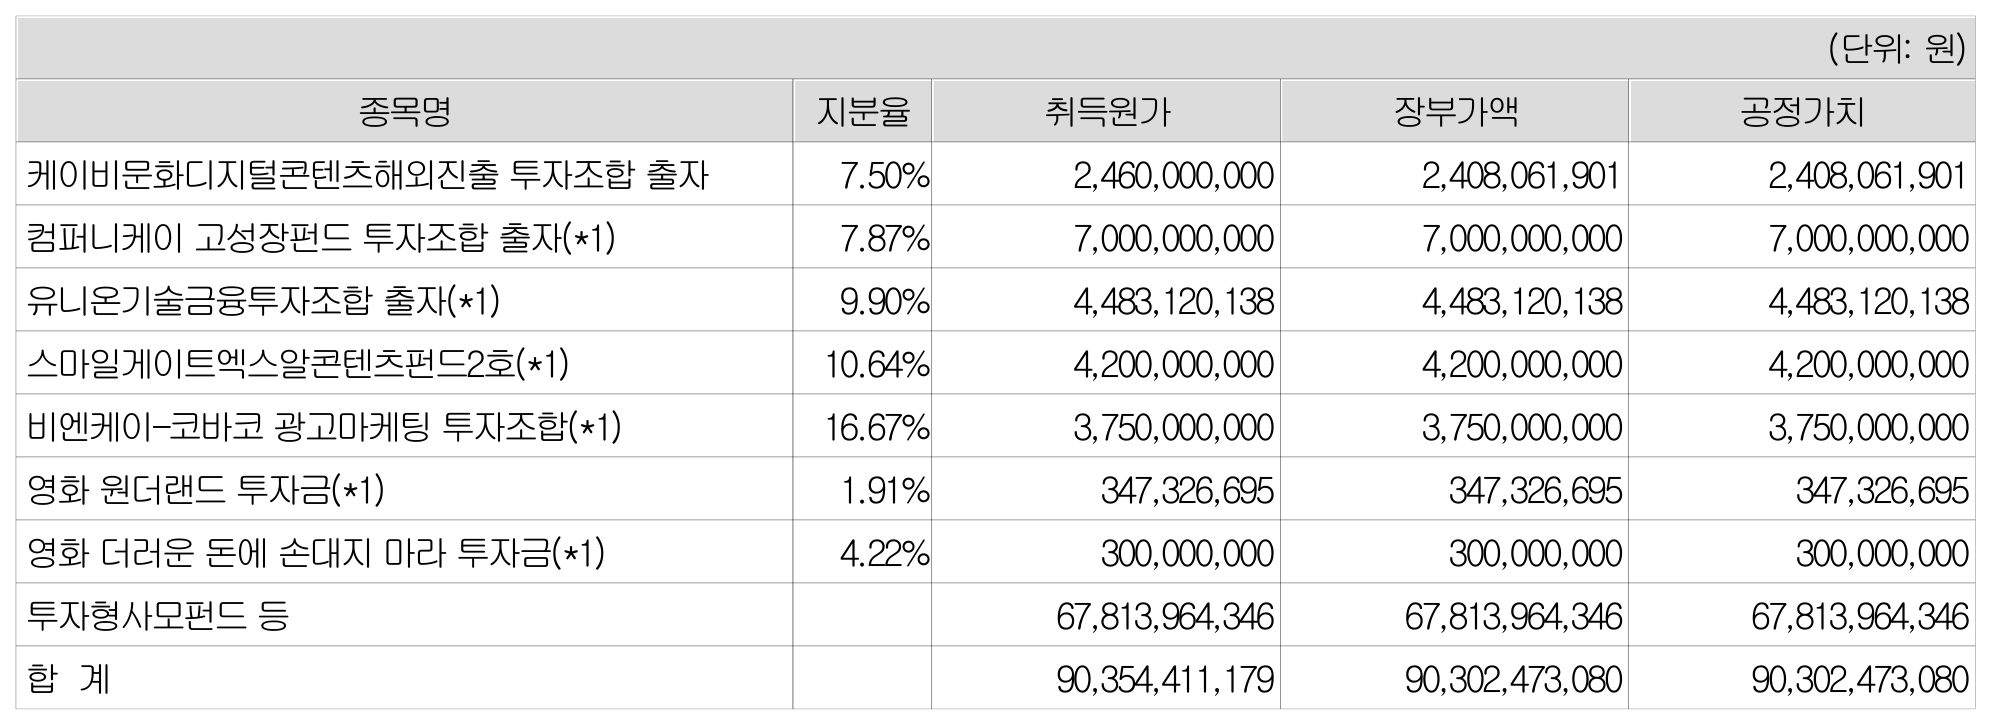 (단위: 원)
종목명 지분율 취득원가 장부가액 공정가치
케이비문화디지털콘텐츠해외진출 투자조합 출자 7.50% 2,460,000,000 2,408,061,901 2,408,061,901
컴퍼니케이 고성장펀드 투자조합 출자(*1) 7.87% 7,000,000,000 7,000,000,000 7,000,000,000
유니온기술금융투자조합 출자(*1) 9.90% 4,483,120,138 4,483,120,138 4,483,120,138
스마일게이트엑스알콘텐츠펀드2호(*1) 10.64% 4,200,000,000 4,200,000,000 4,200,000,000
비엔케이-코바코 광고마케팅 투자조합(*1) 16.67% 3,750,000,000 3,750,000,000 3,750,000,000
영화 원더랜드 투자금(*1) 1.91% 347,326,695 347,326,695 347,326,695
영화 더러운 돈에 손대지 마라 투자금(*1) 4.22% 300,000,000 300,000,000 300,000,000
투자형사모펀드 등 67,813,964,346 67,813,964,346 67,813,964,346
합 계 90,354,411,179 90,302,473,080 90,302,473,080